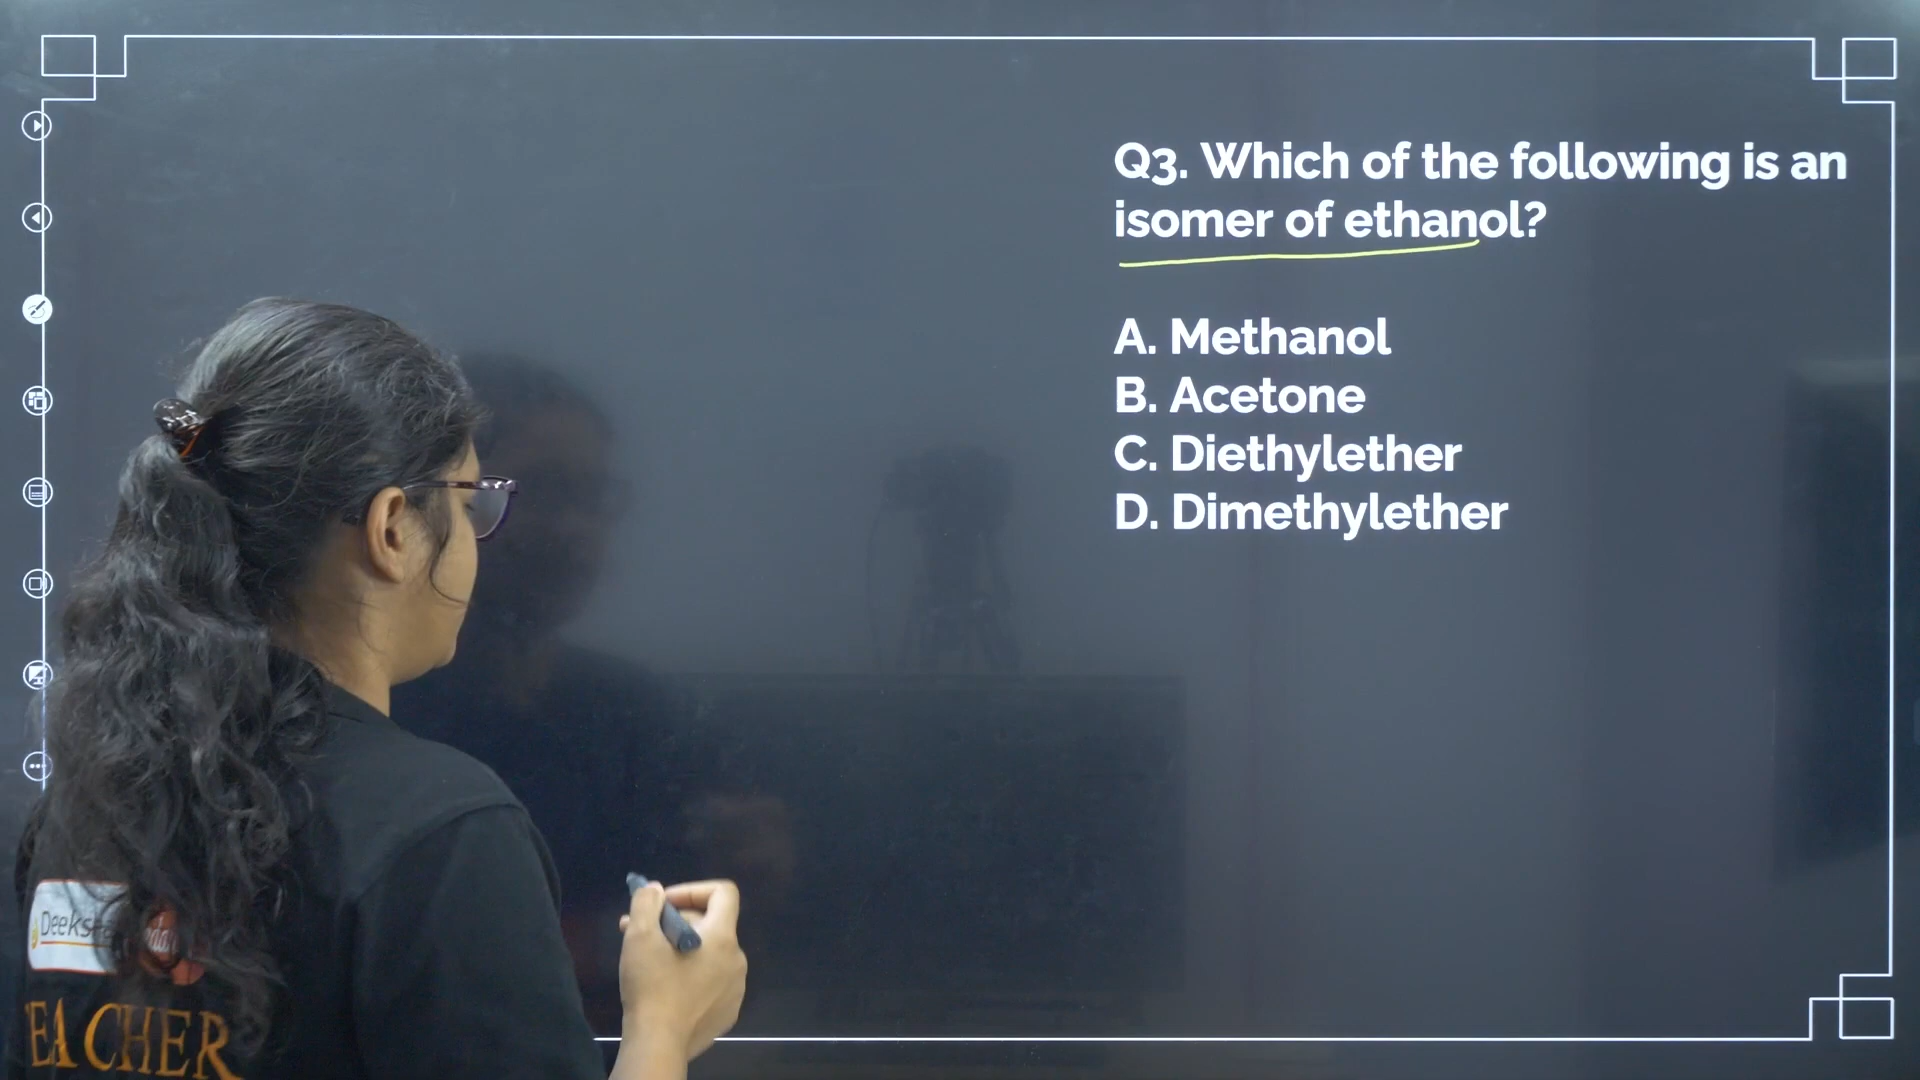 Q3. Which of the following is an
isomer of ethanol?
A. Methanol
B. Acetone
C. Diethylether
D. Dimethylether
EACHER